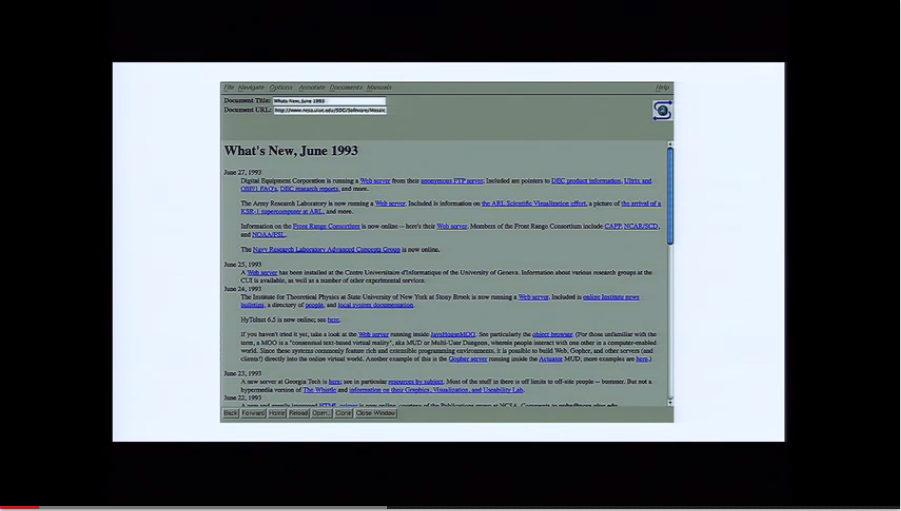 File Navigate Options Annotate Documents Manuals Help
Document Title: Whats New, June 1993
Document URL: http://www.ncsa.uiuc.edu/SDG/Software/Mosaic
What's New, June 1993
June 27, 1993
Digital Equipment Corporation is running a Web server from their anonymous FTP server. Included are pointers to DEC product information, Ultrix and
OSF/1 FAQ's, DEC research reports, and more.
The Army Research Laboratory is now running a Web server. Included is information on the ARL Scientific Visualization effort, a picture of the arrival of a
KSR-1 supercomputer at ARL, and more.
Information on the Front Range Consortium is now online -- here's their Web server. Members of the Front Range Consortium include CAPP, NCAR/SCD,
and NOAA/FSL.
The Navy Research Laboratory Advanced Concepts Group is now online.
June 25, 1993
A Web server has been installed at the Centre Universitaire d'Informatique of the University of Geneva. Information about various research groups at the
CUI is available, as well as a number of other experimental services.
June 24, 1993
The Institute for Theoretical Physics at State University of New York at Stony Brook is now running a Web server. Included is online Institute news
bulletins, a directory of people, and local system documentation.
HyTelnet 6.5 is now online; see here.
If you haven't tried it yet, take a look at the Web server running inside JaysHouseMOO. See particularly the object browser. (For those unfamiliar with the
term, a MOO is a "consensual text-based virtual reality", aka MUD or Multi-User Dungeon, wherein people interact with one other in a computer-enabled
world. Since these systems commonly feature rich and extensible programming environments, it is possible to build Web, Gopher, and other servers (and
clients!) directly into the online virtual world. Another example of this is the Gopher server running inside the Actuator MUD; more examples are here.)
June 23, 1993
A new server at Georgia Tech is here; see in particular resources by subject. Most of the stuff in there is off limits to off-site people -- bummer. But not a
hypermedia version of The Whistle and information on their Graphics, Visualization, and Useability Lab.
June 22, 1993
Back Forward Home Reload Open... Clone Close Window